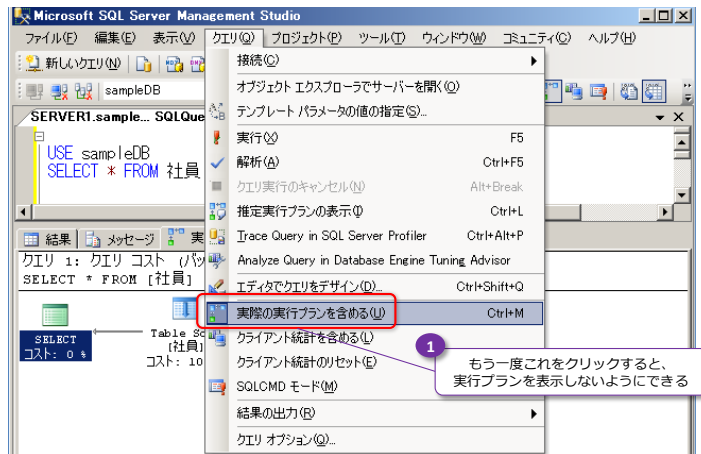 Microsoft SQL Server Management Studio
ファイル(F) 編集(E) 表示(V) クエリ(Q) プロジェクト(P) ツール(T) ウィンドウ(W) コミュニティ(C) ヘルプ(H)
新しいクエリ(N)
sampleDB
SERVER1.sample... SQLQue
USE sampleDB
SELECT * FROM 社員
結果 メッセージ 実
クエリ 1: クエリ コスト (バッ
SELECT * FROM [社員]
SELECT
コスト: 0 %
Table Sc
[社員]
コスト: 10
接続(C)
オブジェクト エクスプローラでサーバーを開く(O)
テンプレート パラメータの値の指定(S)...
実行(X) F5
解析(A) Ctrl+F5
クエリ実行のキャンセル(N) Alt+Break
推定実行プランの表示(I) Ctrl+L
Trace Query in SQL Server Profiler Ctrl+Alt+P
Analyze Query in Database Engine Tuning Advisor
エディタでクエリをデザイン(D)... Ctrl+Shift+Q
実際の実行プランを含める(U) Ctrl+M
クライアント統計を含める(L)
クライアント統計のリセット(E)
SQLCMD モード(M)
結果の出力(R)
クエリ オプション(Q)...
1
もう一度これをクリックすると、
実行プランを表示しないようにできる